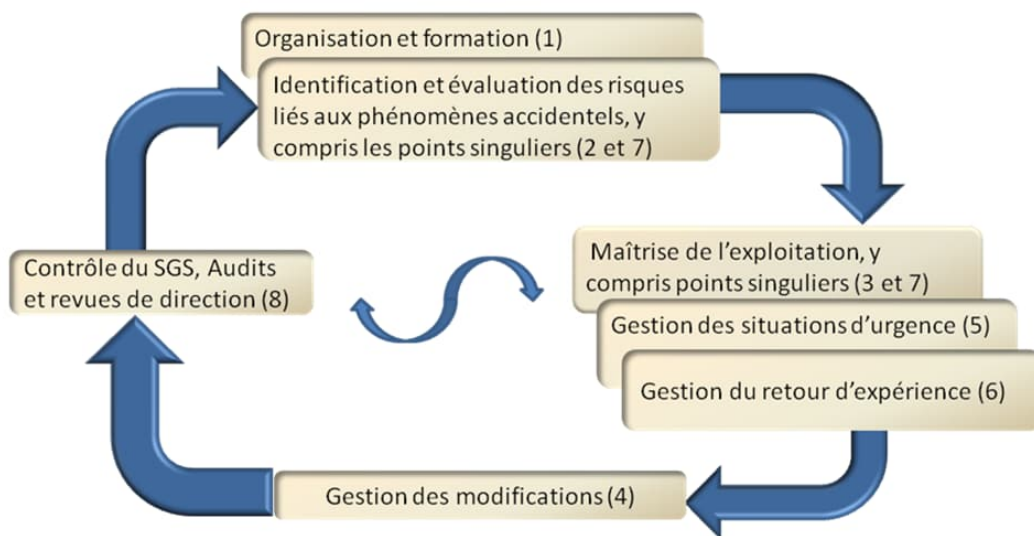 Organisation et formation (1)
Identification et évaluation des risques
liés aux phénomènes accidentels, y
compris les points singuliers (2 et 7)
Maîtrise de l’exploitation, y
compris points singuliers (3 et 7)
Gestion des situations d’urgence (5)
Gestion du retour d’expérience (6)
Gestion des modifications (4)
Contrôle du SGS, Audits
et revues de direction (8)